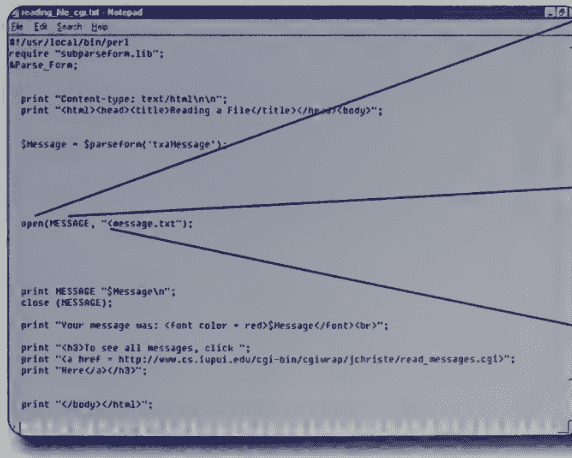 reading_file_cgi.txt - Notepad
File Edit Search Help
#!/usr/local/bin/perl
require "subparseform.lib";
&Parse_Form;
print "Content-type: text/html\n\n";
print "<html><head><title>Reading a File</title></head><body>";
$Message = $parseform{'txaMessage'};
open(MESSAGE, "<message.txt");
print MESSAGE "$Message\n";
close (MESSAGE);
print "Your message was: <font color = red>$Message</font><br>";
print "<h3>To see all messages, click ";
print "<a href = http://www.cs.iupui.edu/cgi-bin/cgiwrap/jchriste/read_messages.cgi>";
print "Here</a></h3>";
print "</body></html>";